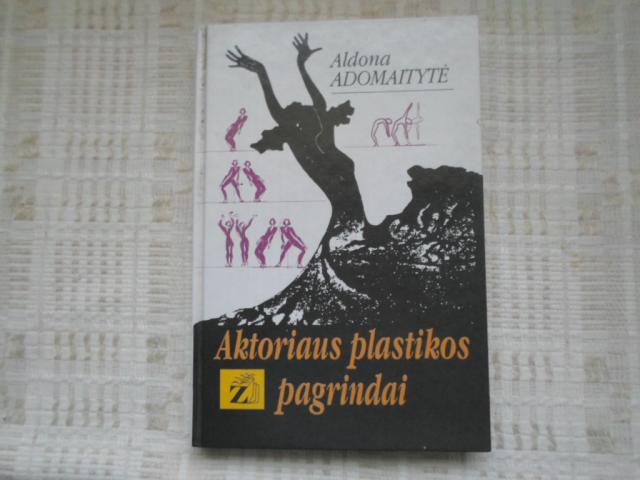 Aldona
ADOMAITYTĖ
Aktoriaus plastikos
Ž pagrindai